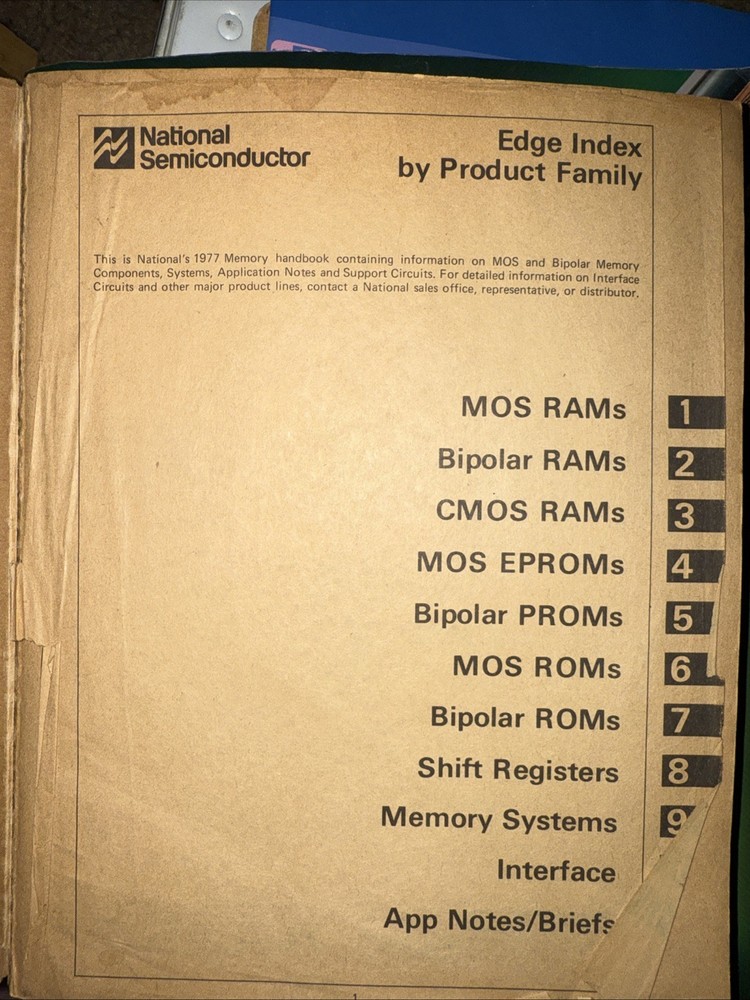 National
Semiconductor
Edge Index
by Product Family
This is National's 1977 Memory handbook containing information on MOS and Bipolar Memory
Components, Systems, Application Notes and Support Circuits. For detailed information on Interface
Circuits and other major product lines, contact a National sales office, representative, or distributor.
MOS RAMs 1
Bipolar RAMs 2
CMOS RAMs 3
MOS EPROMs 4
Bipolar PROMs 5
MOS ROMs 6
Bipolar ROMs 7
Shift Registers 8
Memory Systems 9
Interface
App Notes/Briefs
1